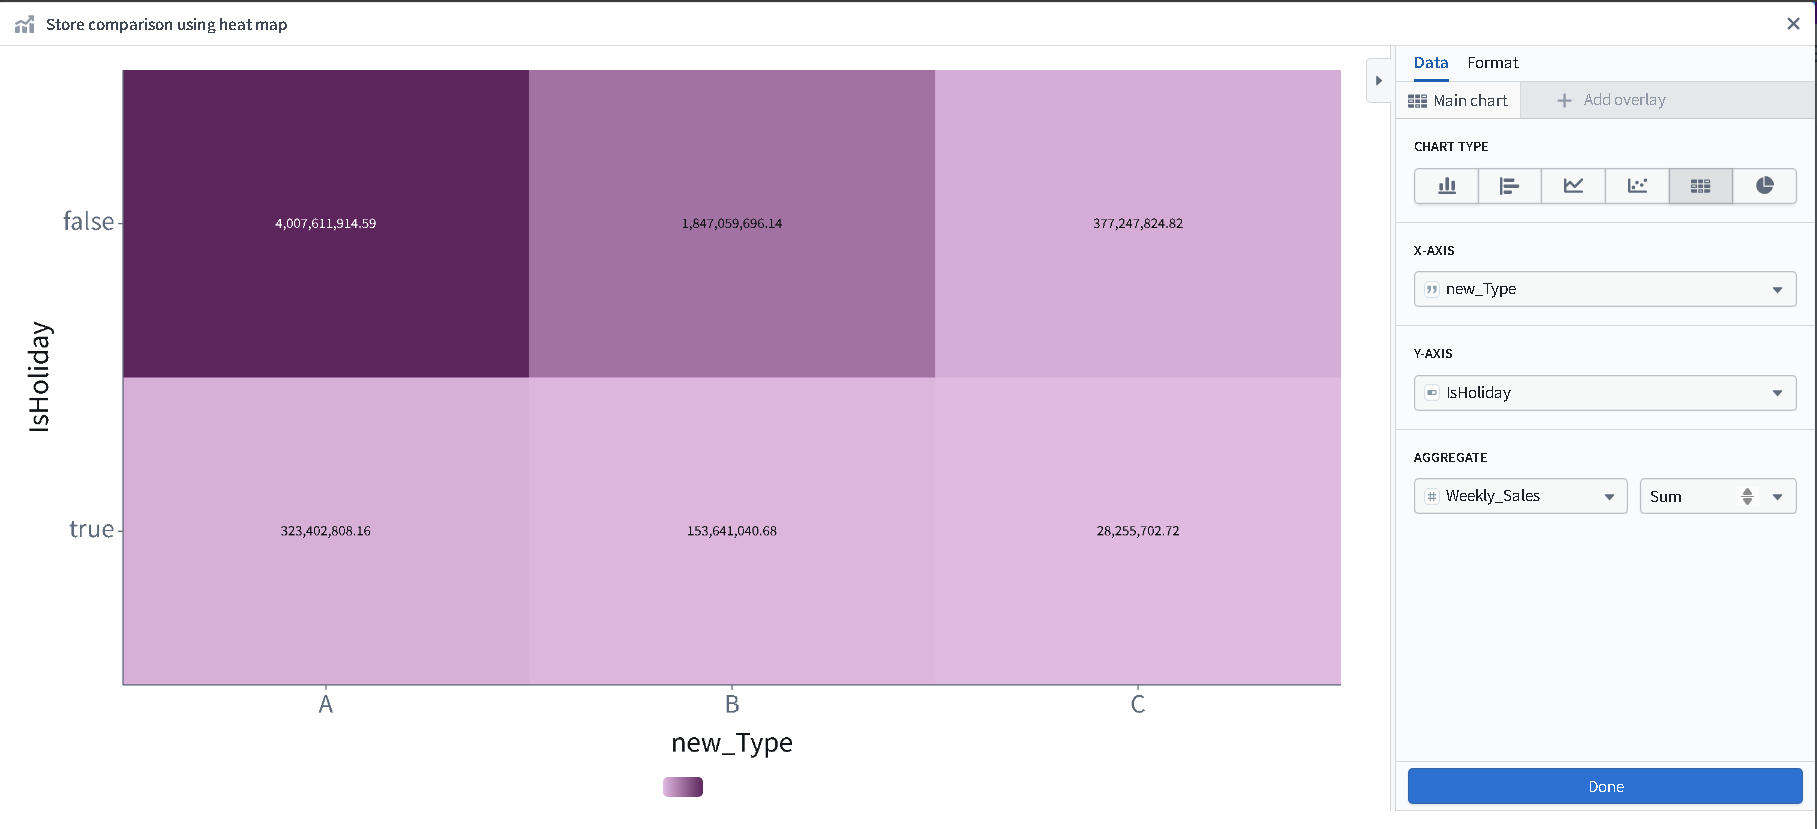 Store comparison using heat map
IsHoliday
false
4,007,611,914.59
1,847,059,696.14
377,247,824.82
true
323,402,808.16
153,641,040.68
28,255,702.72
A
B
C
new_Type
Data
Format
Main chart
Add overlay
CHART TYPE
X-AXIS
new_Type
Y-AXIS
IsHoliday
AGGREGATE
Weekly_Sales
Sum
Done